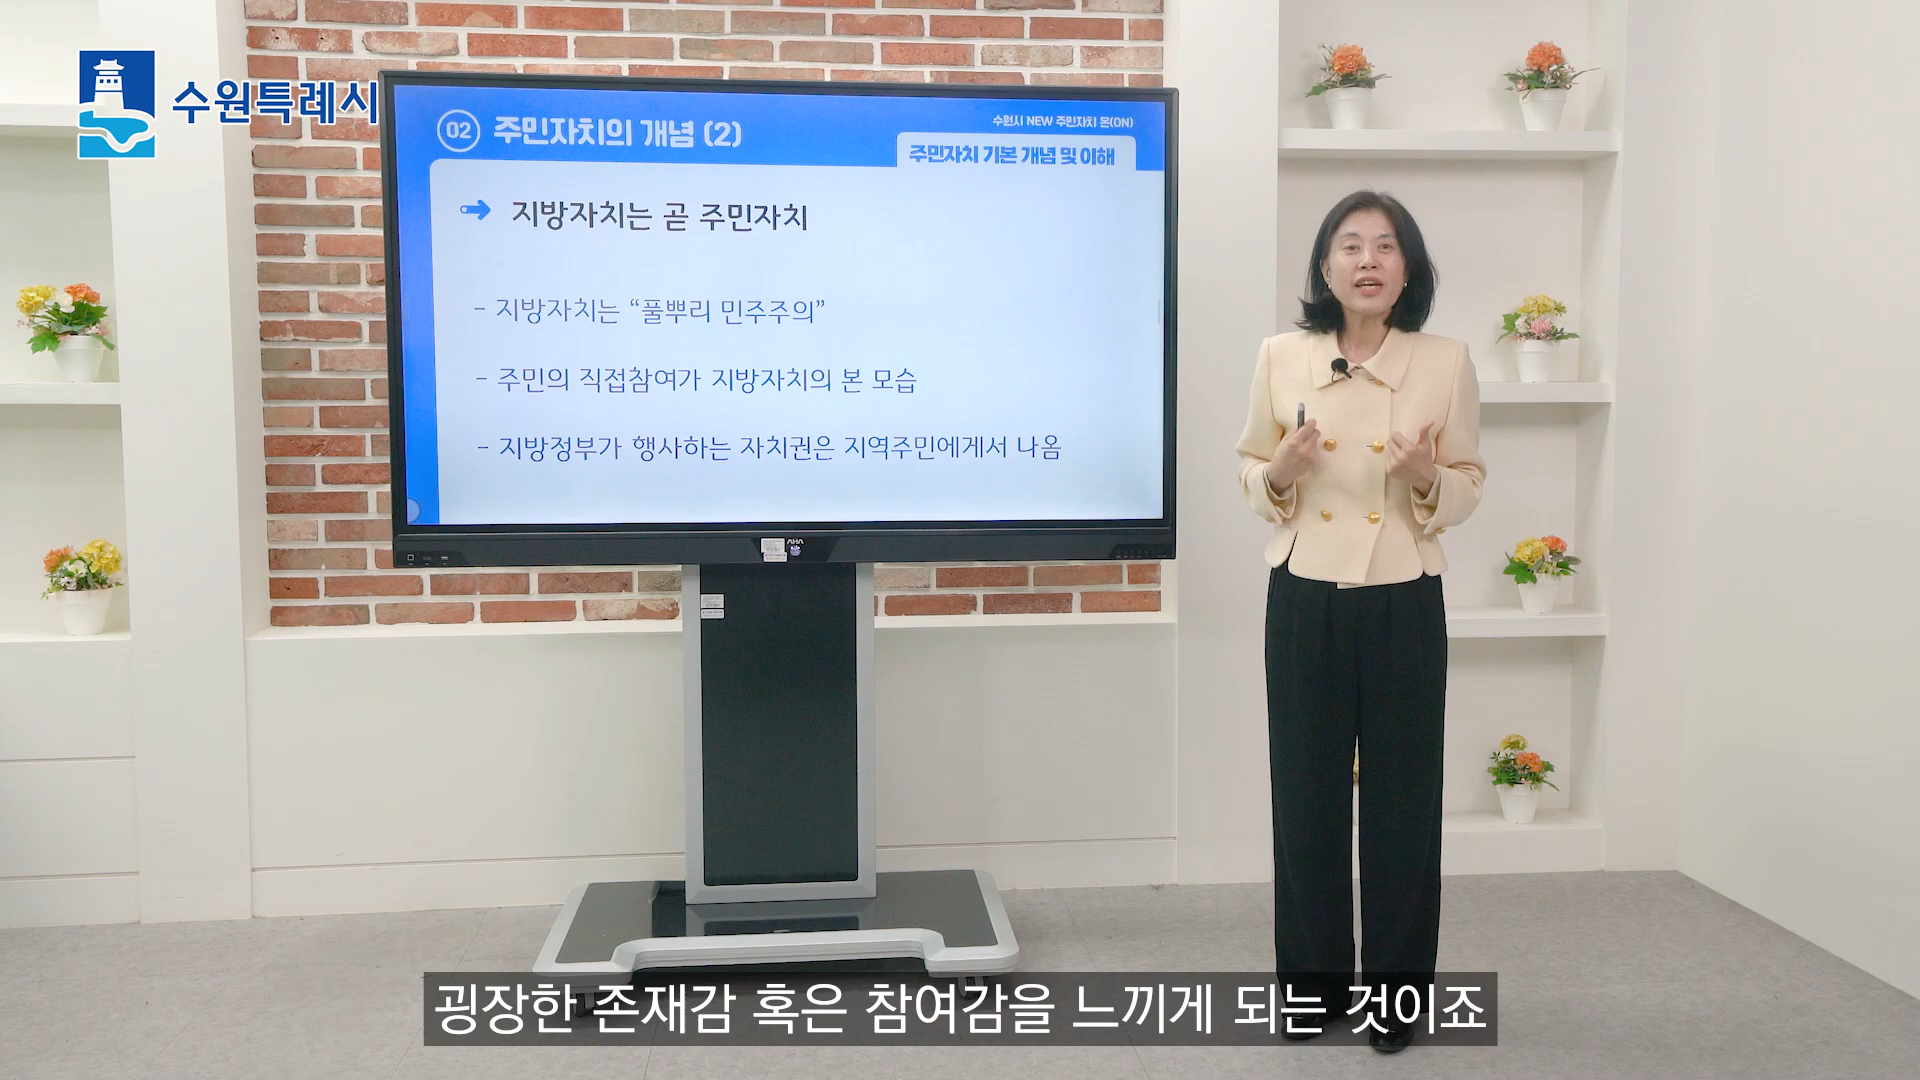 수원특례시
02 주민자치의 개념 (2)
수원시 NEW 주민자치 온(ON)
주민자치 기본 개념 및 이해
지방자치는 곧 주민자치
- 지방자치는 “풀뿌리 민주주의”
- 주민의 직접참여가 지방자치의 본 모습
- 지방정부가 행사하는 자치권은 지역주민에게서 나옴
AHA
굉장한 존재감 혹은 참여감을 느끼게 되는 것이죠